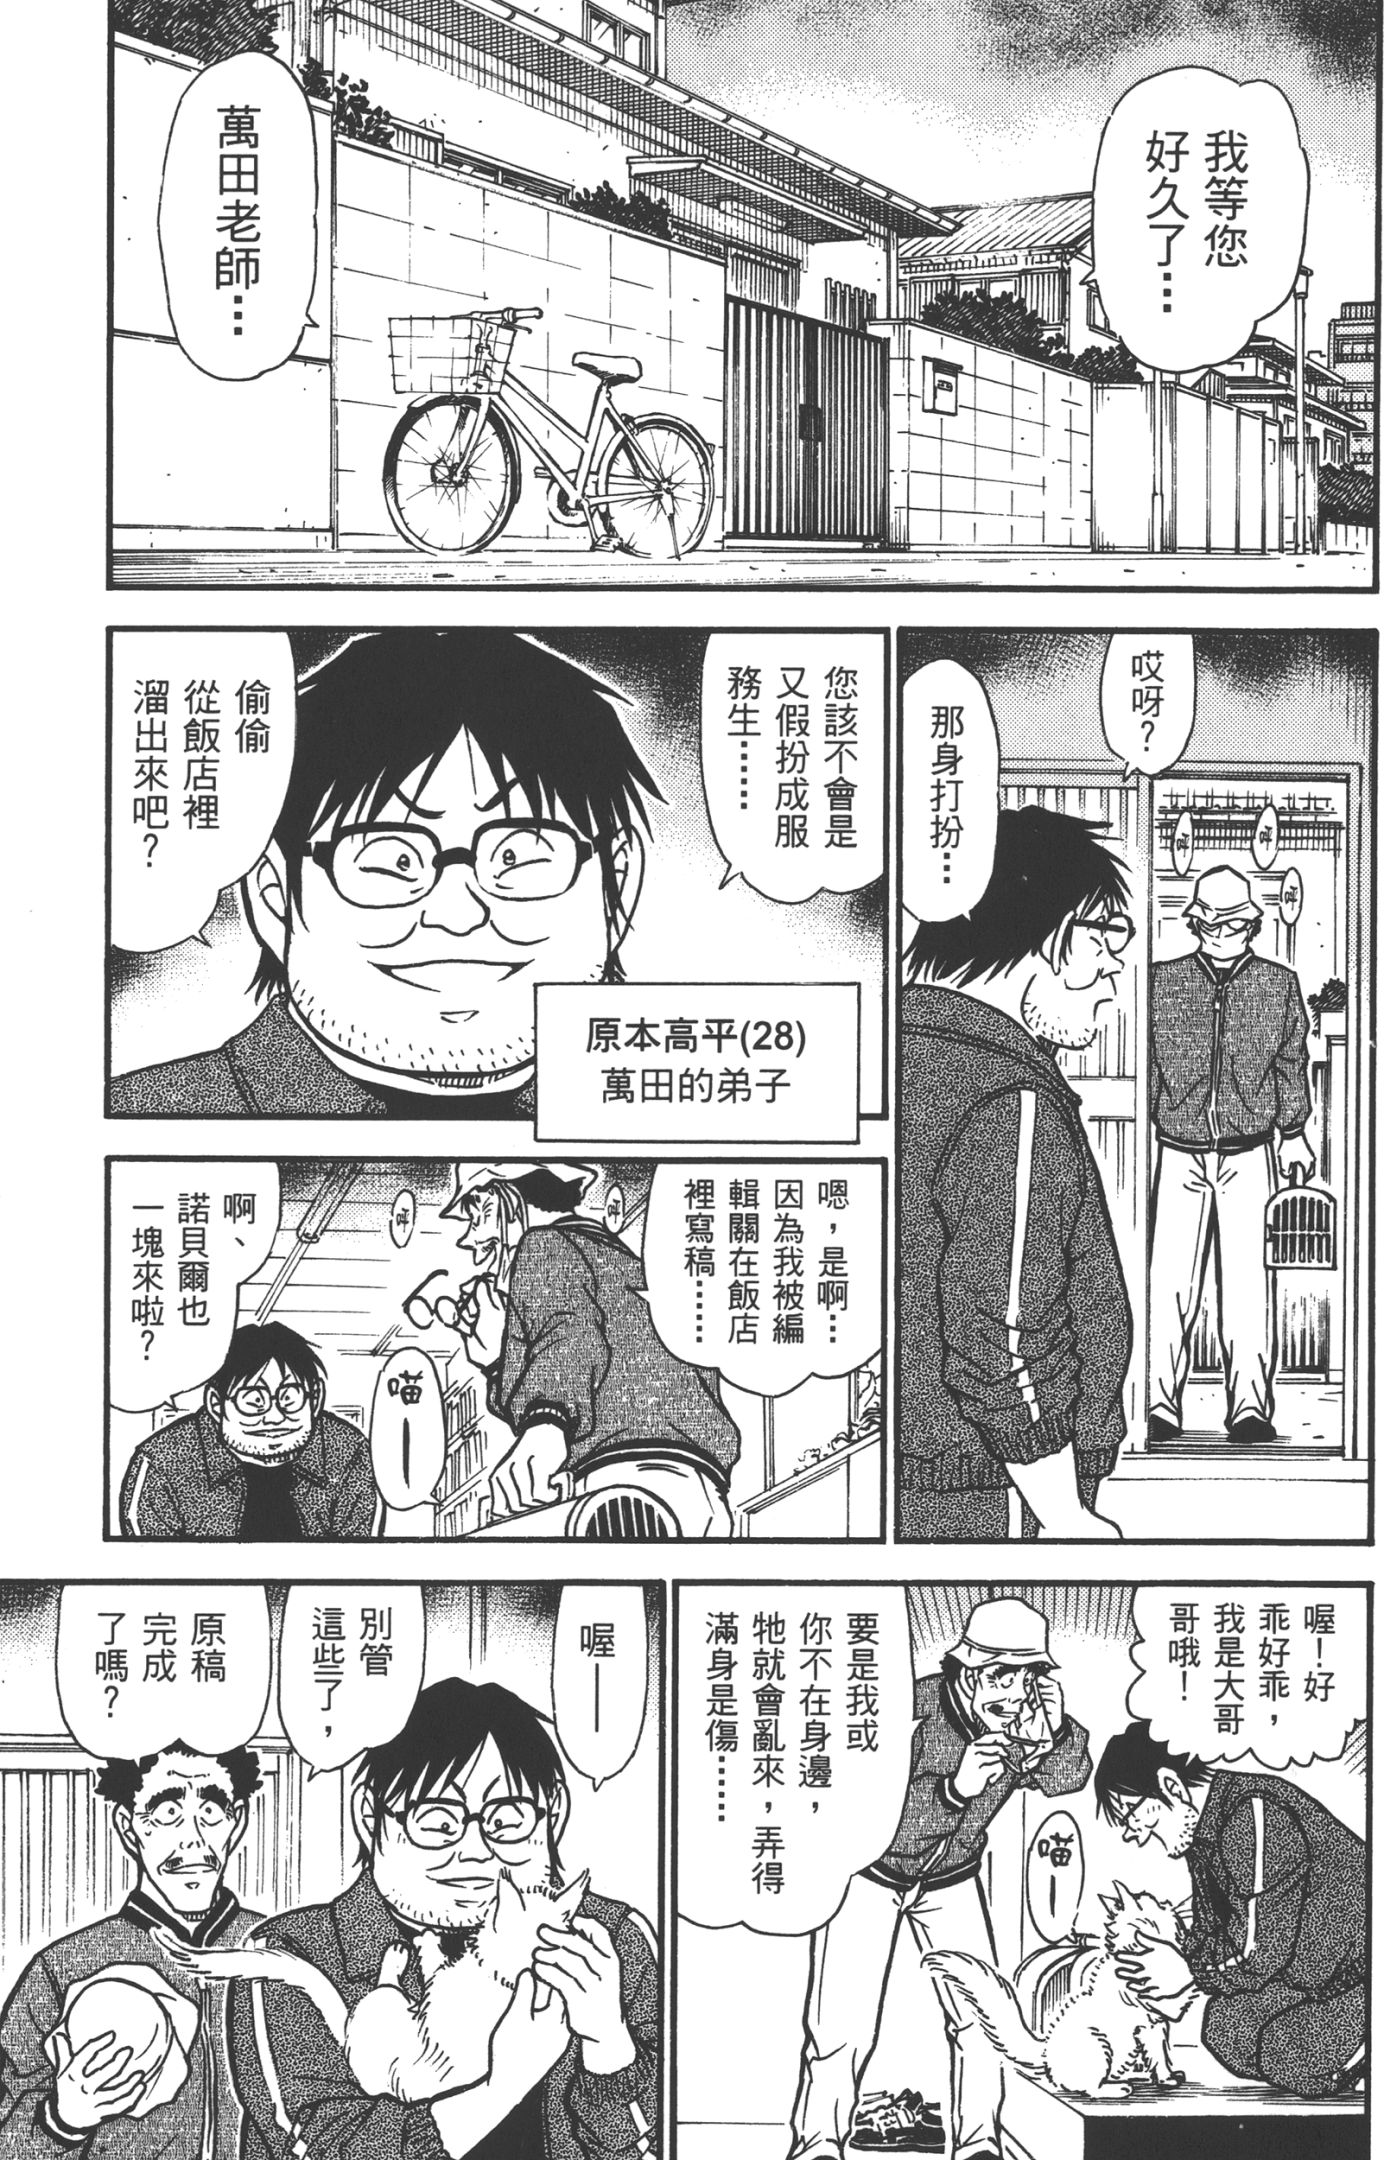 我等您
好久了…
萬田老師…
哎呀？
那身打扮…
您該不會是
又假扮成服
務生……
偷偷
從飯店裡
溜出來吧？
原本高平(28)
萬田的弟子
嗯，是啊…
因為我被編
輯關在飯店
裡寫稿……
喵—
啊、
諾貝爾也
一塊來啦？
喔！好
乖好乖，
我是大哥
哥哦！
喵—
要是我或
你不在身邊，
牠就會亂來，弄得
滿身是傷……
喔——
別管
這些了，
原稿
完成
了嗎？